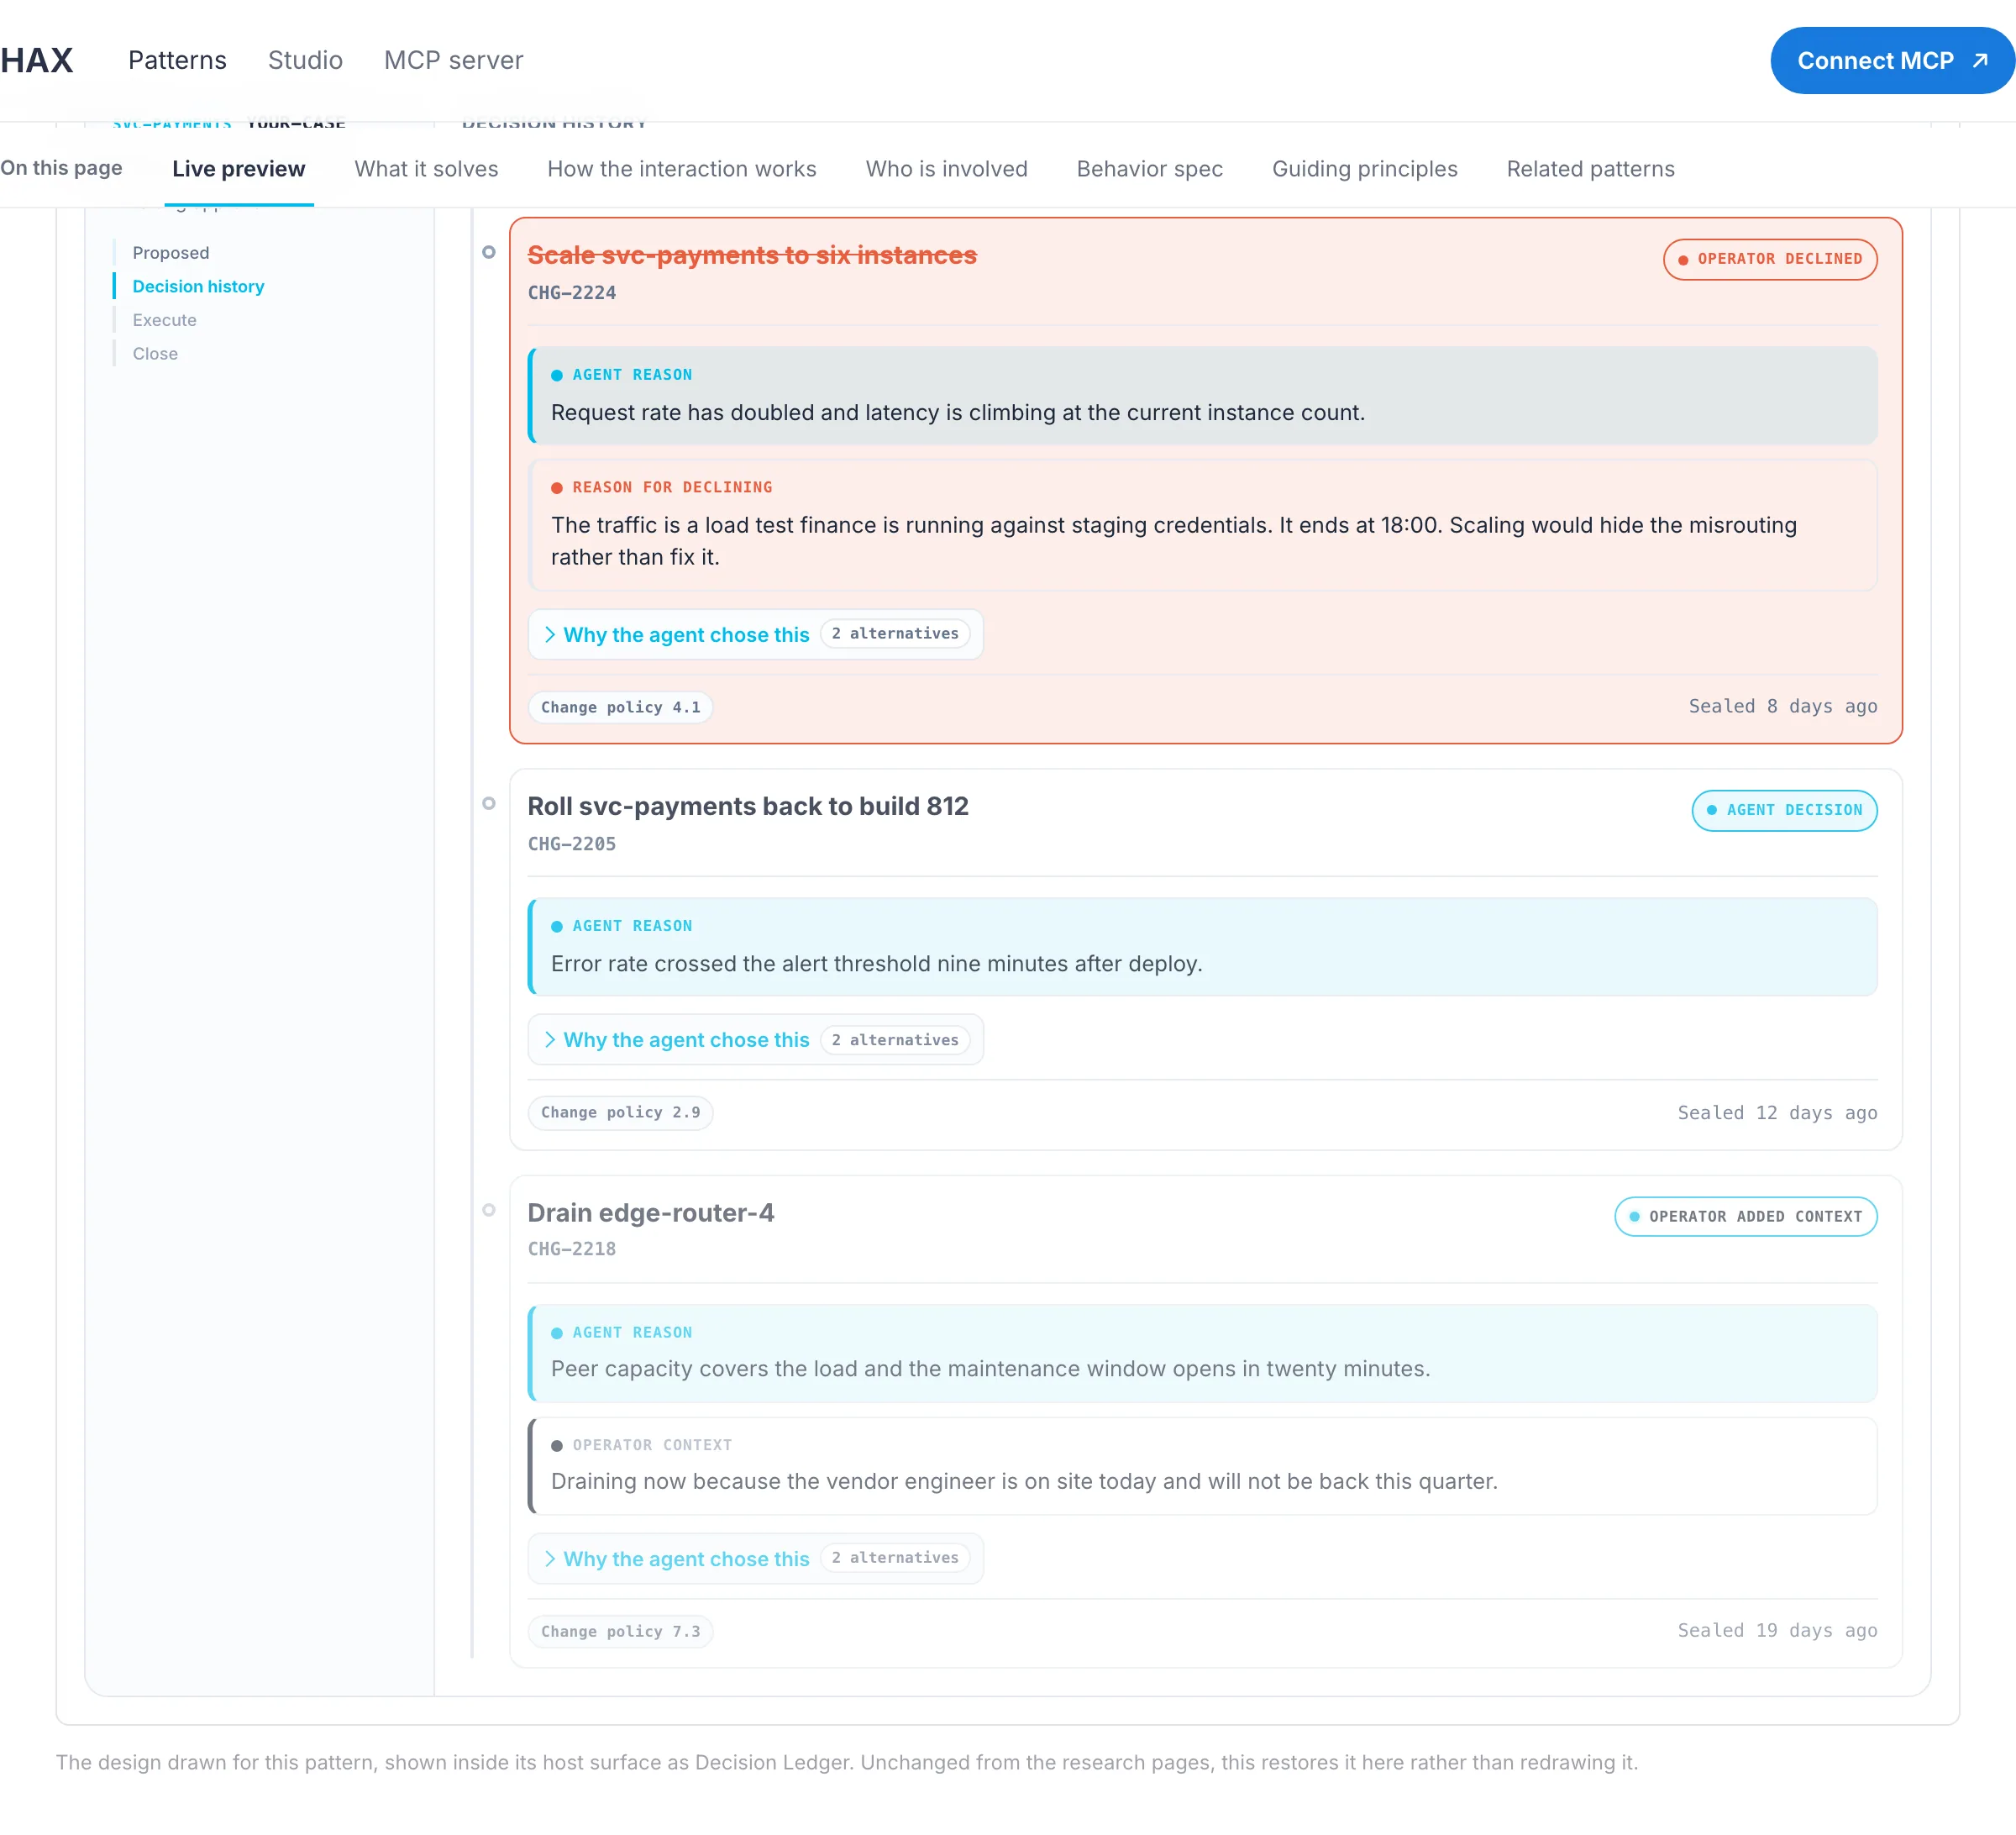 HAX
Patterns
Studio
MCP server
Connect MCP
SVC-PAYMENTS YOUR-CASE
DECISION HISTORY
On this page
Live preview
What it solves
How the interaction works
Who is involved
Behavior spec
Guiding principles
Related patterns
Proposed
Decision history
Execute
Close
Scale svc-payments to six instances
OPERATOR DECLINED
CHG-2224
AGENT REASON
Request rate has doubled and latency is climbing at the current instance count.
REASON FOR DECLINING
The traffic is a load test finance is running against staging credentials. It ends at 18:00. Scaling would hide the misrouting
rather than fix it.
Why the agent chose this 2 alternatives
Change policy 4.1
Sealed 8 days ago
Roll svc-payments back to build 812
AGENT DECISION
CHG-2205
AGENT REASON
Error rate crossed the alert threshold nine minutes after deploy.
Why the agent chose this 2 alternatives
Change policy 2.9
Sealed 12 days ago
Drain edge-router-4
OPERATOR ADDED CONTEXT
CHG-2218
AGENT REASON
Peer capacity covers the load and the maintenance window opens in twenty minutes.
OPERATOR CONTEXT
Draining now because the vendor engineer is on site today and will not be back this quarter.
Why the agent chose this 2 alternatives
Change policy 7.3
Sealed 19 days ago
The design drawn for this pattern, shown inside its host surface as Decision Ledger. Unchanged from the research pages, this restores it here rather than redrawing it.